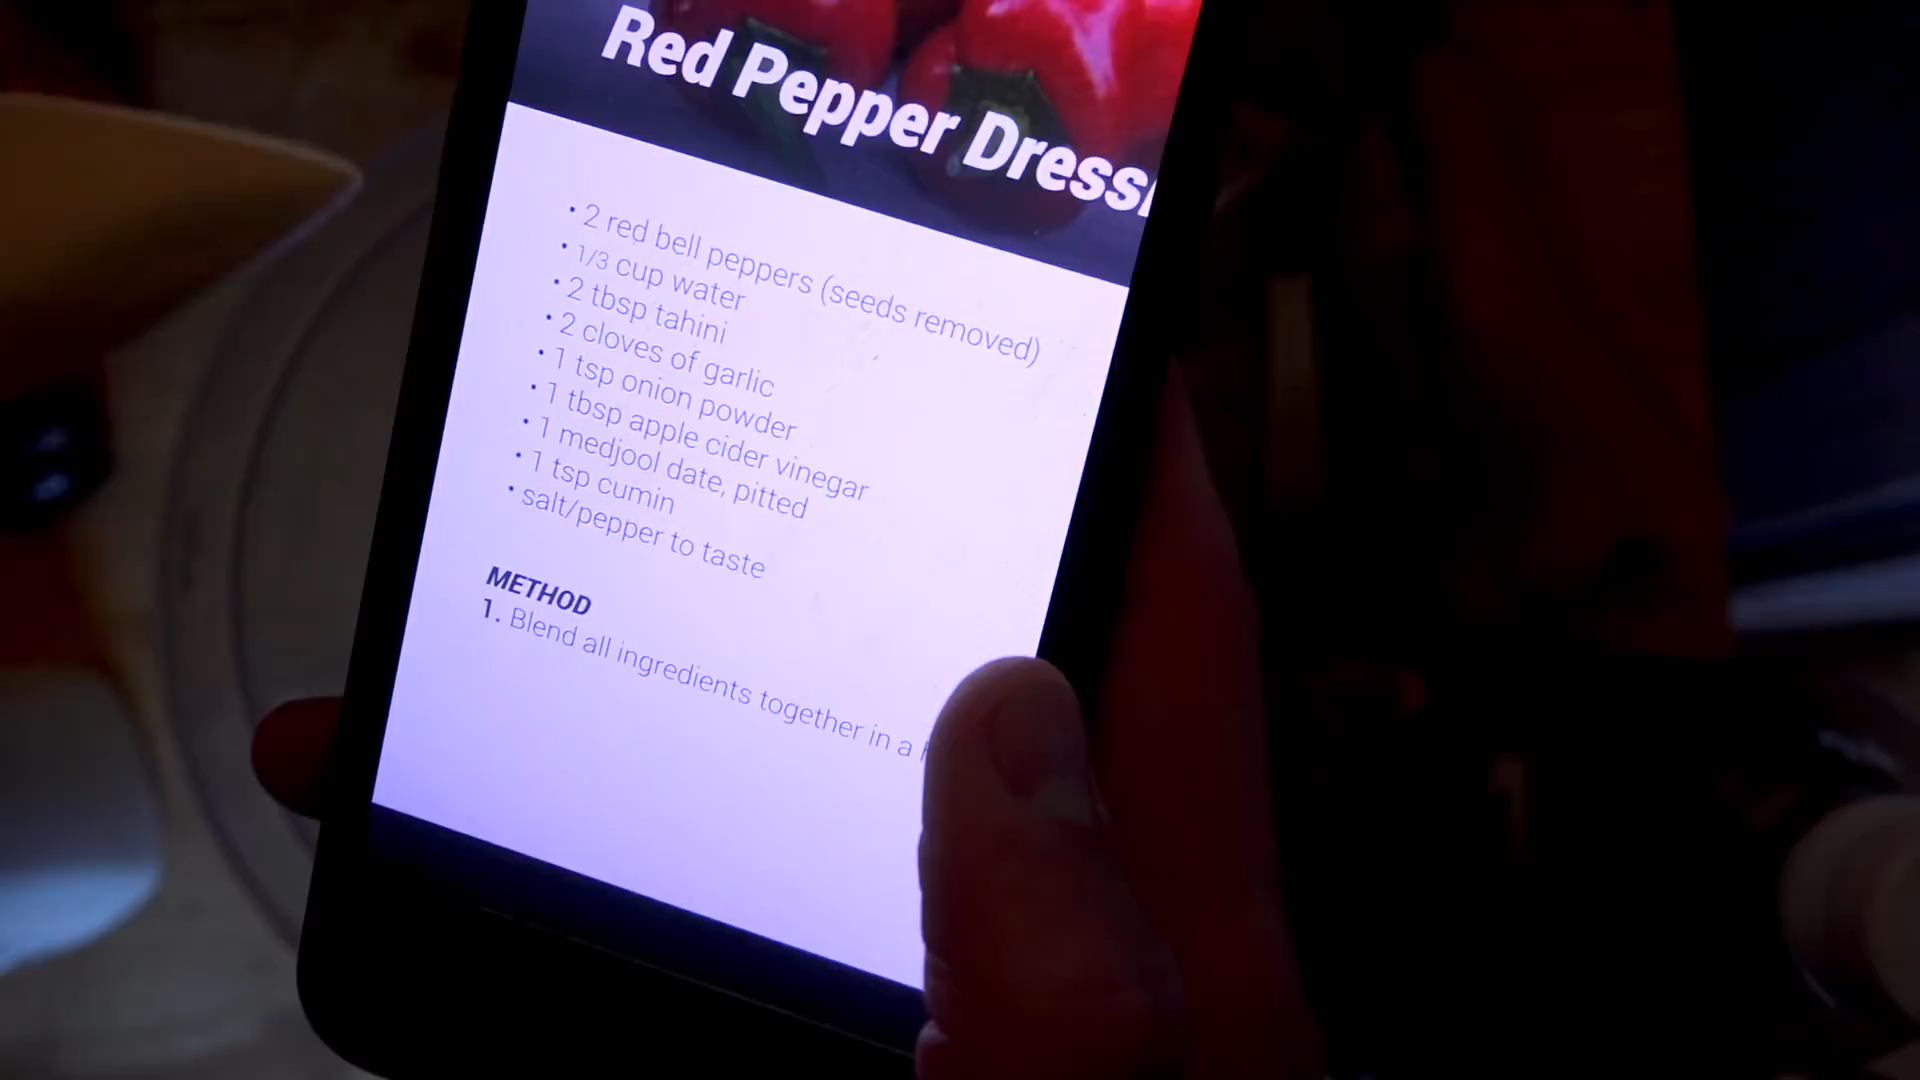 Red Pepper Dress
• 2 red bell peppers (seeds removed)
• 1/3 cup water
• 2 tbsp tahini
• 2 cloves of garlic
• 1 tsp onion powder
• 1 tbsp apple cider vinegar
• 1 medjool date, pitted
• 1 tsp cumin
• salt/pepper to taste
METHOD
1. Blend all ingredients together in a